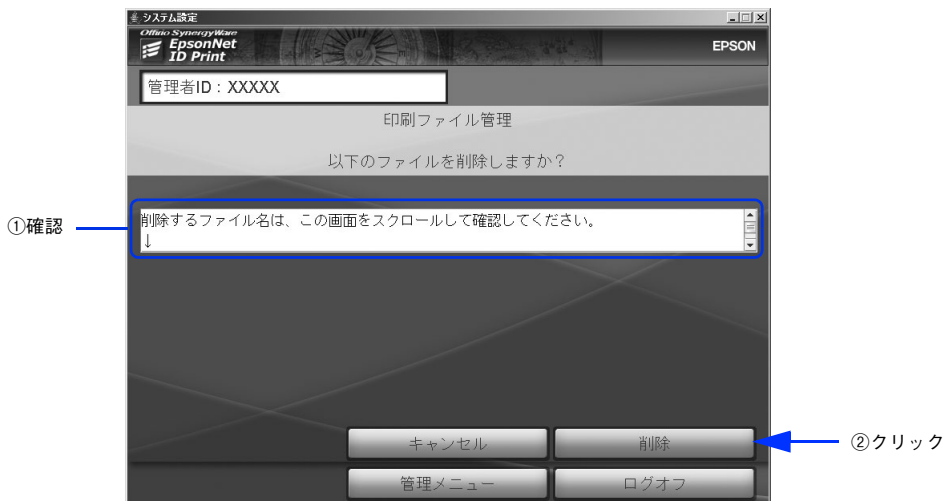 システム設定
Offirio SynergyWare
EpsonNet
ID Print
EPSON
管理者ID：XXXXX
印刷ファイル管理
以下のファイルを削除しますか？
①確認
削除するファイル名は、この画面をスクロールして確認してください。
↓
キャンセル
削除
②クリック
管理メニュー
ログオフ